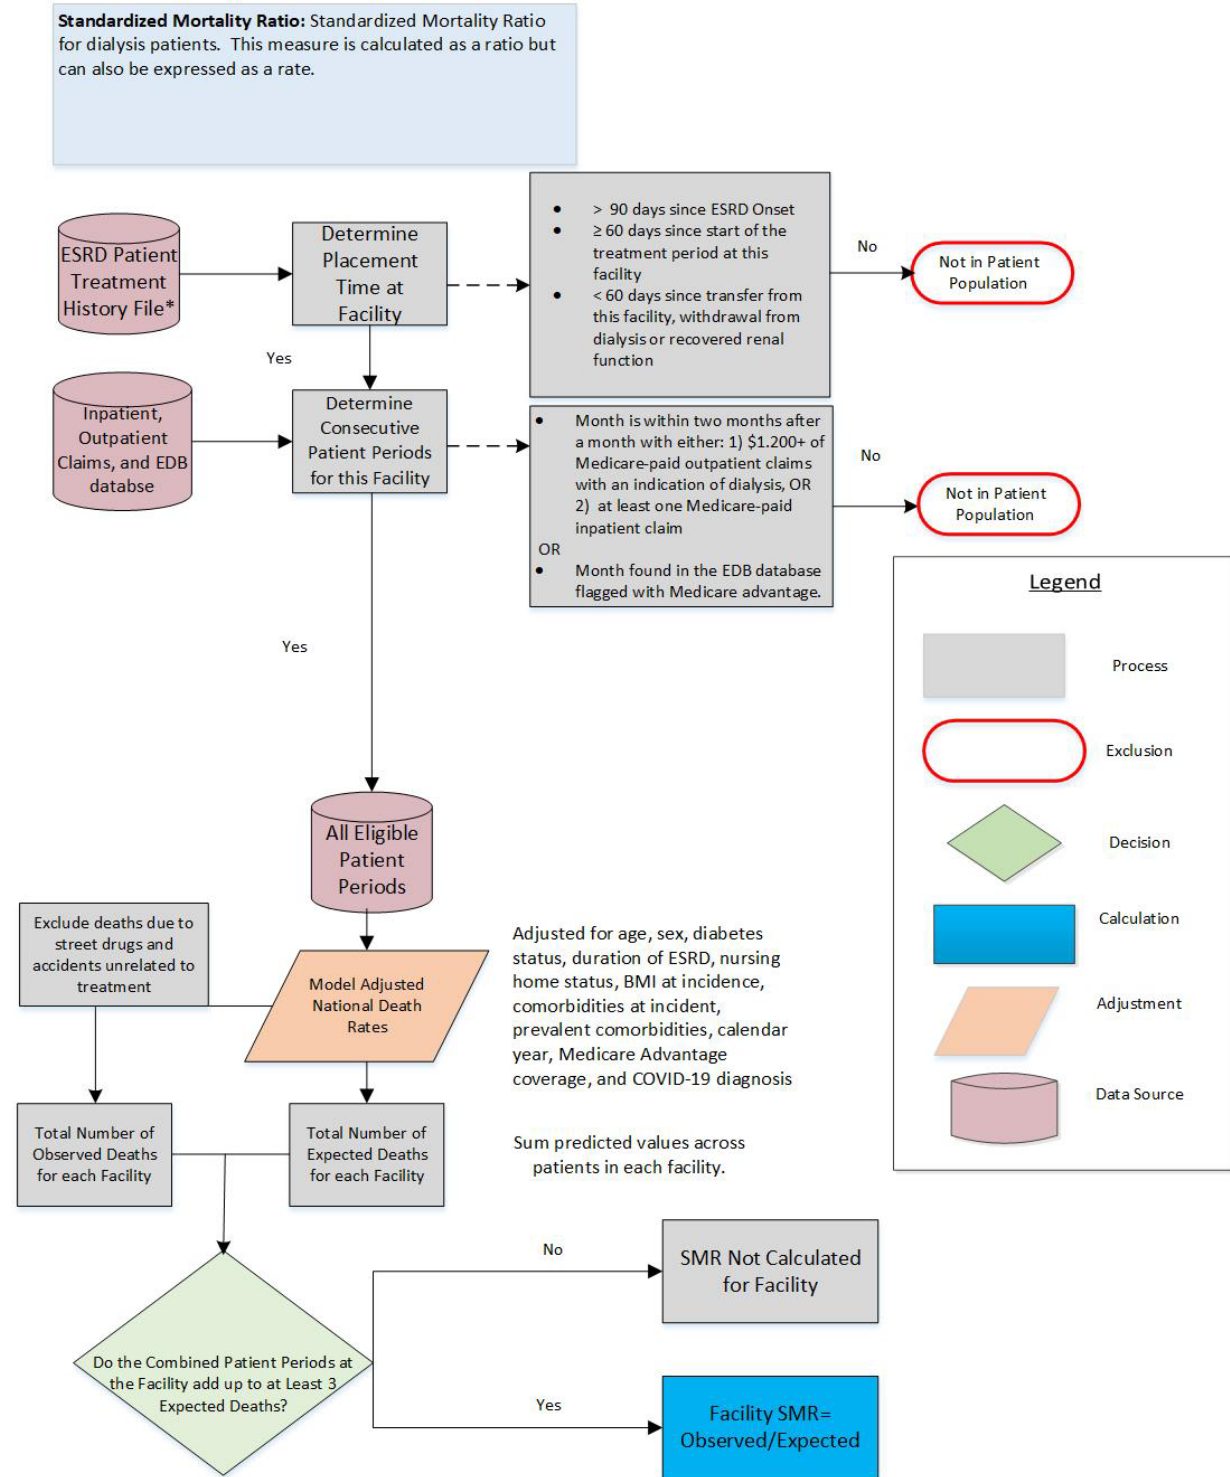 Standardized Mortality Ratio: Standardized Mortality Ratio
for dialysis patients.  This measure is calculated as a ratio but
can also be expressed as a rate.
ESRD Patient
Treatment
History File*
Determine
Placement
Time at
Facility
> 90 days since ESRD Onset
≥ 60 days since start of the
treatment period at this
facility
< 60 days since transfer from
this facility, withdrawal from
dialysis or recovered renal
function
No
Not in Patient
Population
Yes
Inpatient,
Outpatient
Claims, and EDB
databse
Determine
Consecutive
Patient Periods
for this Facility
Month is within two months after
a month with either: 1) $1.200+ of
Medicare-paid outpatient claims
with an indication of dialysis, OR
2)  at least one Medicare-paid
inpatient claim
OR
Month found in the EDB database
flagged with Medicare advantage.
No
Not in Patient
Population
Legend
Process
Exclusion
Decision
Calculation
Adjustment
Data Source
Yes
All Eligible
Patient
Periods
Exclude deaths due to
street drugs and
accidents unrelated to
treatment
Model Adjusted
National Death
Rates
Adjusted for age, sex, diabetes
status, duration of ESRD, nursing
home status, BMI at incidence,
comorbidities at incident,
prevalent comorbidities, calendar
year, Medicare Advantage
coverage, and COVID-19 diagnosis
Total Number of
Observed Deaths
for each Facility
Total Number of
Expected Deaths
for each Facility
Sum predicted values across
patients in each facility.
Do the Combined Patient Periods at
the Facility add up to at Least 3
Expected Deaths?
No
SMR Not Calculated
for Facility
Yes
Facility SMR=
Observed/Expected